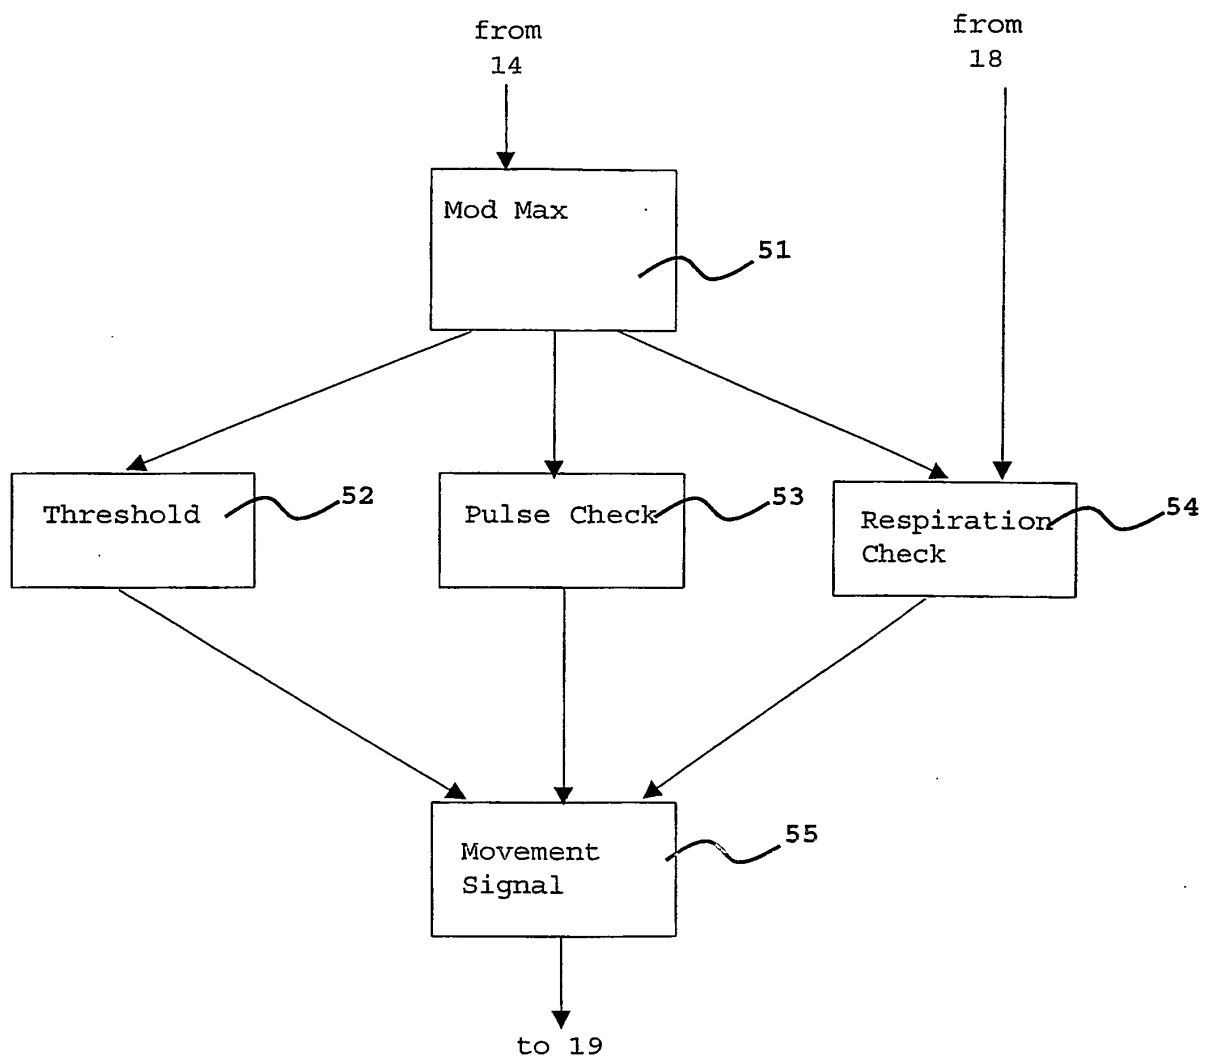 from
14
from
18
Mod Max
51
Threshold
52
Pulse Check
53
Respiration
Check
54
Movement
Signal
55
to 19